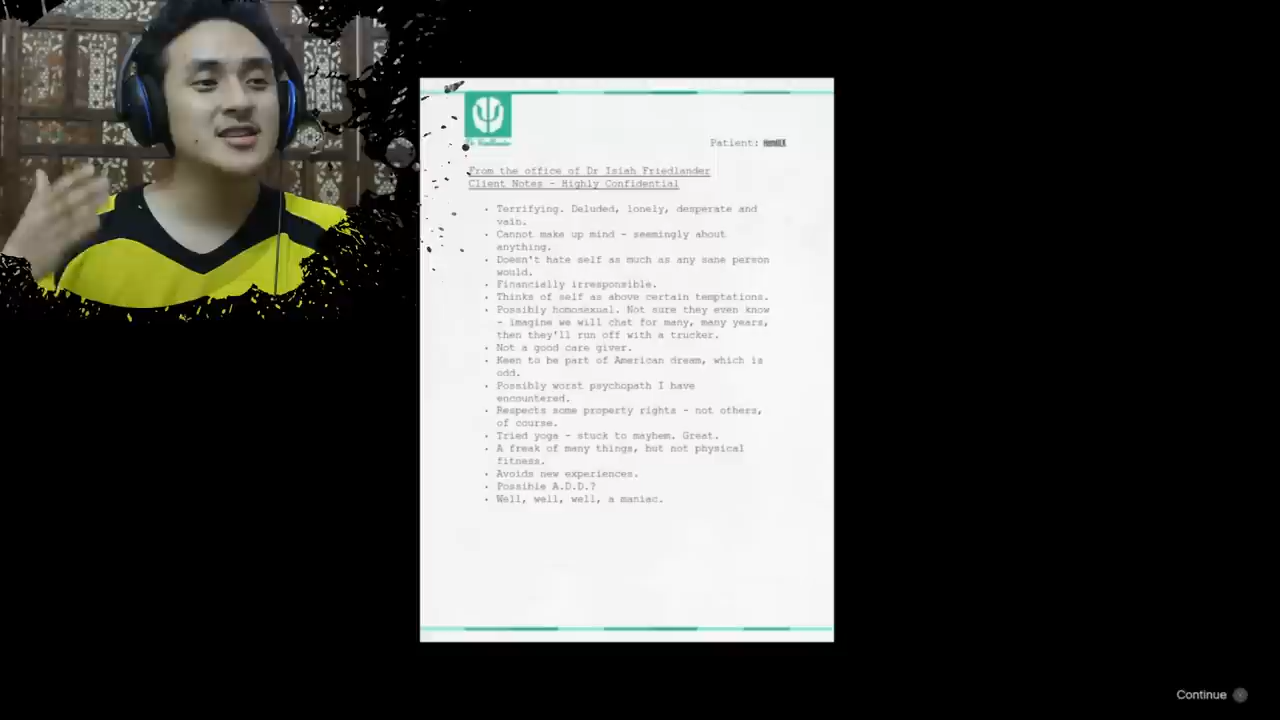 Patient:
From the office of Dr Isiah Friedlander
Client Notes - Highly Confidential
· Terrifying. Deluded, lonely, desperate and
vain.
· Cannot make up mind - seemingly about
anything.
· Doesn't hate self as much as any sane person
would.
· Financially irresponsible.
· Thinks of self as above certain temptations.
· Possibly homosexual. Not sure they even know
- imagine we will chat for many, many years,
then they'll run off with a trucker.
· Not a good care giver.
· Keen to be part of American dream, which is
odd.
· Possibly worst psychopath I have
encountered.
· Respects some property rights - not others,
of course.
· Tried yoga - stuck to mayhem. Great.
· A freak of many things, but not physical
fitness.
· Avoids new experiences.
· Possible A.D.D.?
· Well, well, well, a maniac.
Continue